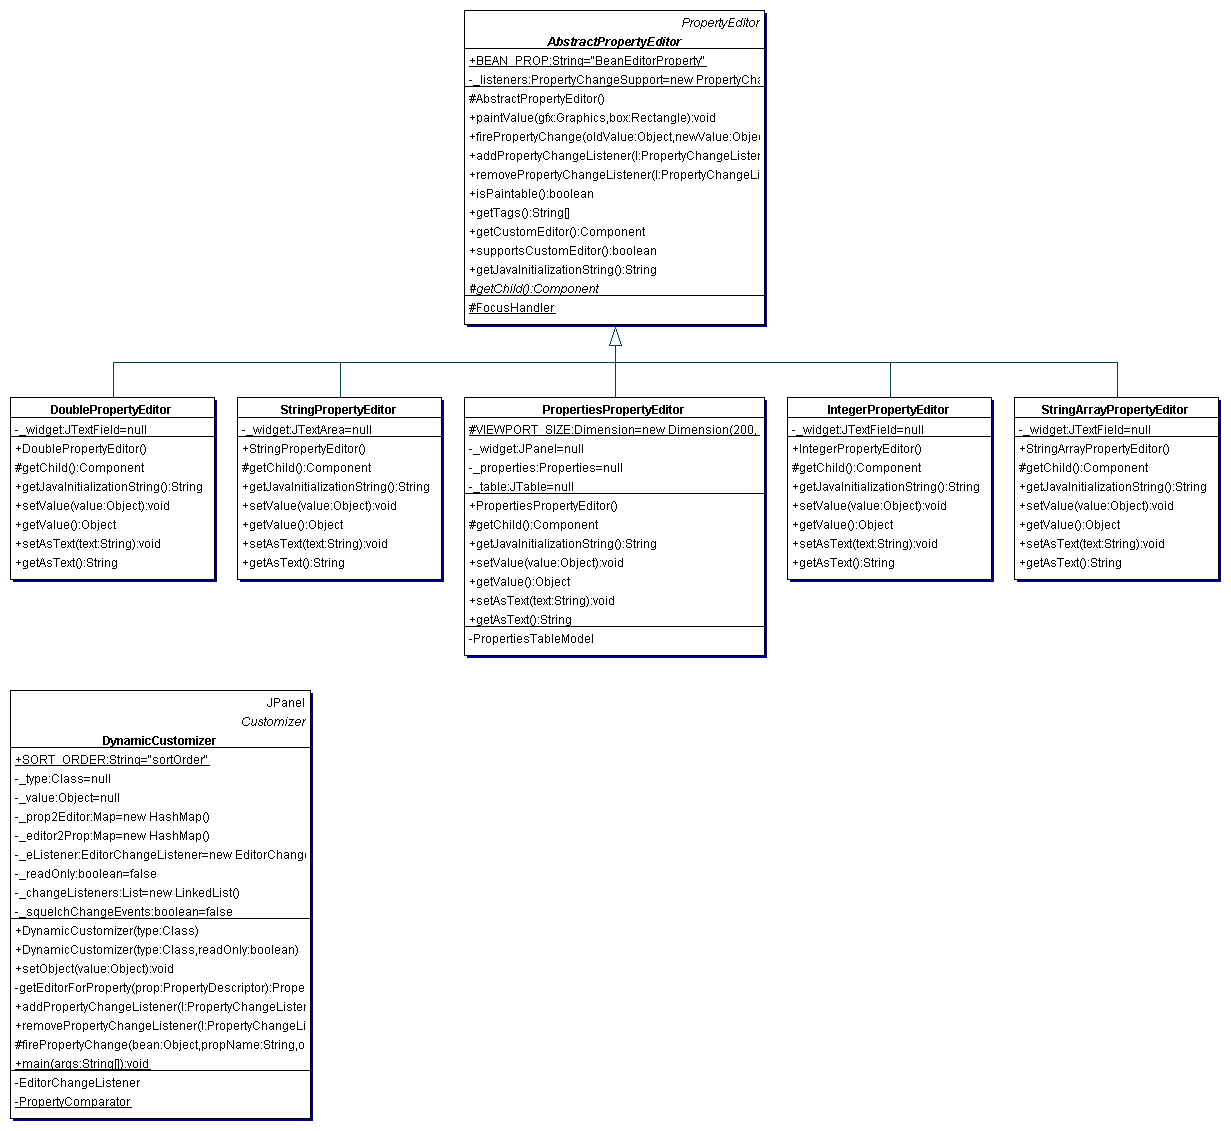 PropertyEditor
AbstractPropertyEditor
+BEAN_PROP:String="BeanEditorProperty"
-_listeners:PropertyChangeSupport=new PropertyCha
#AbstractPropertyEditor()
+paintValue(gfx:Graphics,box:Rectangle):void
+firePropertyChange(oldValue:Object,newValue:Obje
+addPropertyChangeListener(l:PropertyChangeLister
+removePropertyChangeListener(l:PropertyChangeLi
+isPaintable():boolean
+getTags():String[]
+getCustomEditor():Component
+supportsCustomEditor():boolean
+getJavaInitializationString():String
#getChild():Component
#FocusHandler
DoublePropertyEditor
-_widget:JTextField=null
+DoublePropertyEditor()
#getChild():Component
+getJavaInitializationString():String
+setValue(value:Object):void
+getValue():Object
+setAsText(text:String):void
+getAsText():String
StringPropertyEditor
-_widget:JTextArea=null
+StringPropertyEditor()
#getChild():Component
+getJavaInitializationString():String
+setValue(value:Object):void
+getValue():Object
+setAsText(text:String):void
+getAsText():String
PropertiesPropertyEditor
#VIEWPORT_SIZE:Dimension=new Dimension(200,
-_widget:JPanel=null
-_properties:Properties=null
-_table:JTable=null
+PropertiesPropertyEditor()
#getChild():Component
+getJavaInitializationString():String
+setValue(value:Object):void
+getValue():Object
+setAsText(text:String):void
+getAsText():String
-PropertiesTableModel
IntegerPropertyEditor
-_widget:JTextField=null
+IntegerPropertyEditor()
#getChild():Component
+getJavaInitializationString():String
+setValue(value:Object):void
+getValue():Object
+setAsText(text:String):void
+getAsText():String
StringArrayPropertyEditor
-_widget:JTextField=null
+StringArrayPropertyEditor()
#getChild():Component
+getJavaInitializationString():String
+setValue(value:Object):void
+getValue():Object
+setAsText(text:String):void
+getAsText():String
JPanel
Customizer
DynamicCustomizer
+SORT_ORDER:String="sortOrder"
-_type:Class=null
-_value:Object=null
-_prop2Editor:Map=new HashMap()
-_editor2Prop:Map=new HashMap()
-_eListener:EditorChangeListener=new EditorChange
-_readOnly:boolean=false
-_changeListeners:List=new LinkedList()
-_squelchChangeEvents:boolean=false
+DynamicCustomizer(type:Class)
+DynamicCustomizer(type:Class,readOnly:boolean)
+setObject(value:Object):void
-getEditorForProperty(prop:PropertyDescriptor):Prope
+addPropertyChangeListener(l:PropertyChangeLister
+removePropertyChangeListener(l:PropertyChangeLi
#firePropertyChange(bean:Object,propName:String,o
+main(args:String[]):void
-EditorChangeListener
-PropertyComparator